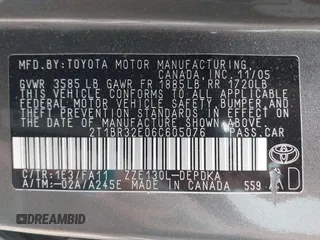 MFD.BY: TOYOTA MOTOR MANUFACTURING,
CANADA, INC. 11/05
GVWR 3585 LB GAWR FR 1885LB RR 1720LB
THIS VEHICLE CONFORMS TO ALL APPLICABLE
FEDERAL MOTOR VEHICLE SAFETY, BUMPER, AND
THEFT PREVENTION STANDARDS IN EFFECT ON
THE DATE OF MANUFACTURE SHOWN ABOVE.
2T1BR32E06C605076 PASS.CAR
C/TR: 1E3/FA11 ZZE130L-DEPDKA
A/TM: -02A/A245E MADE IN CANADA 559
TOYOTA
AD
DREAMBID